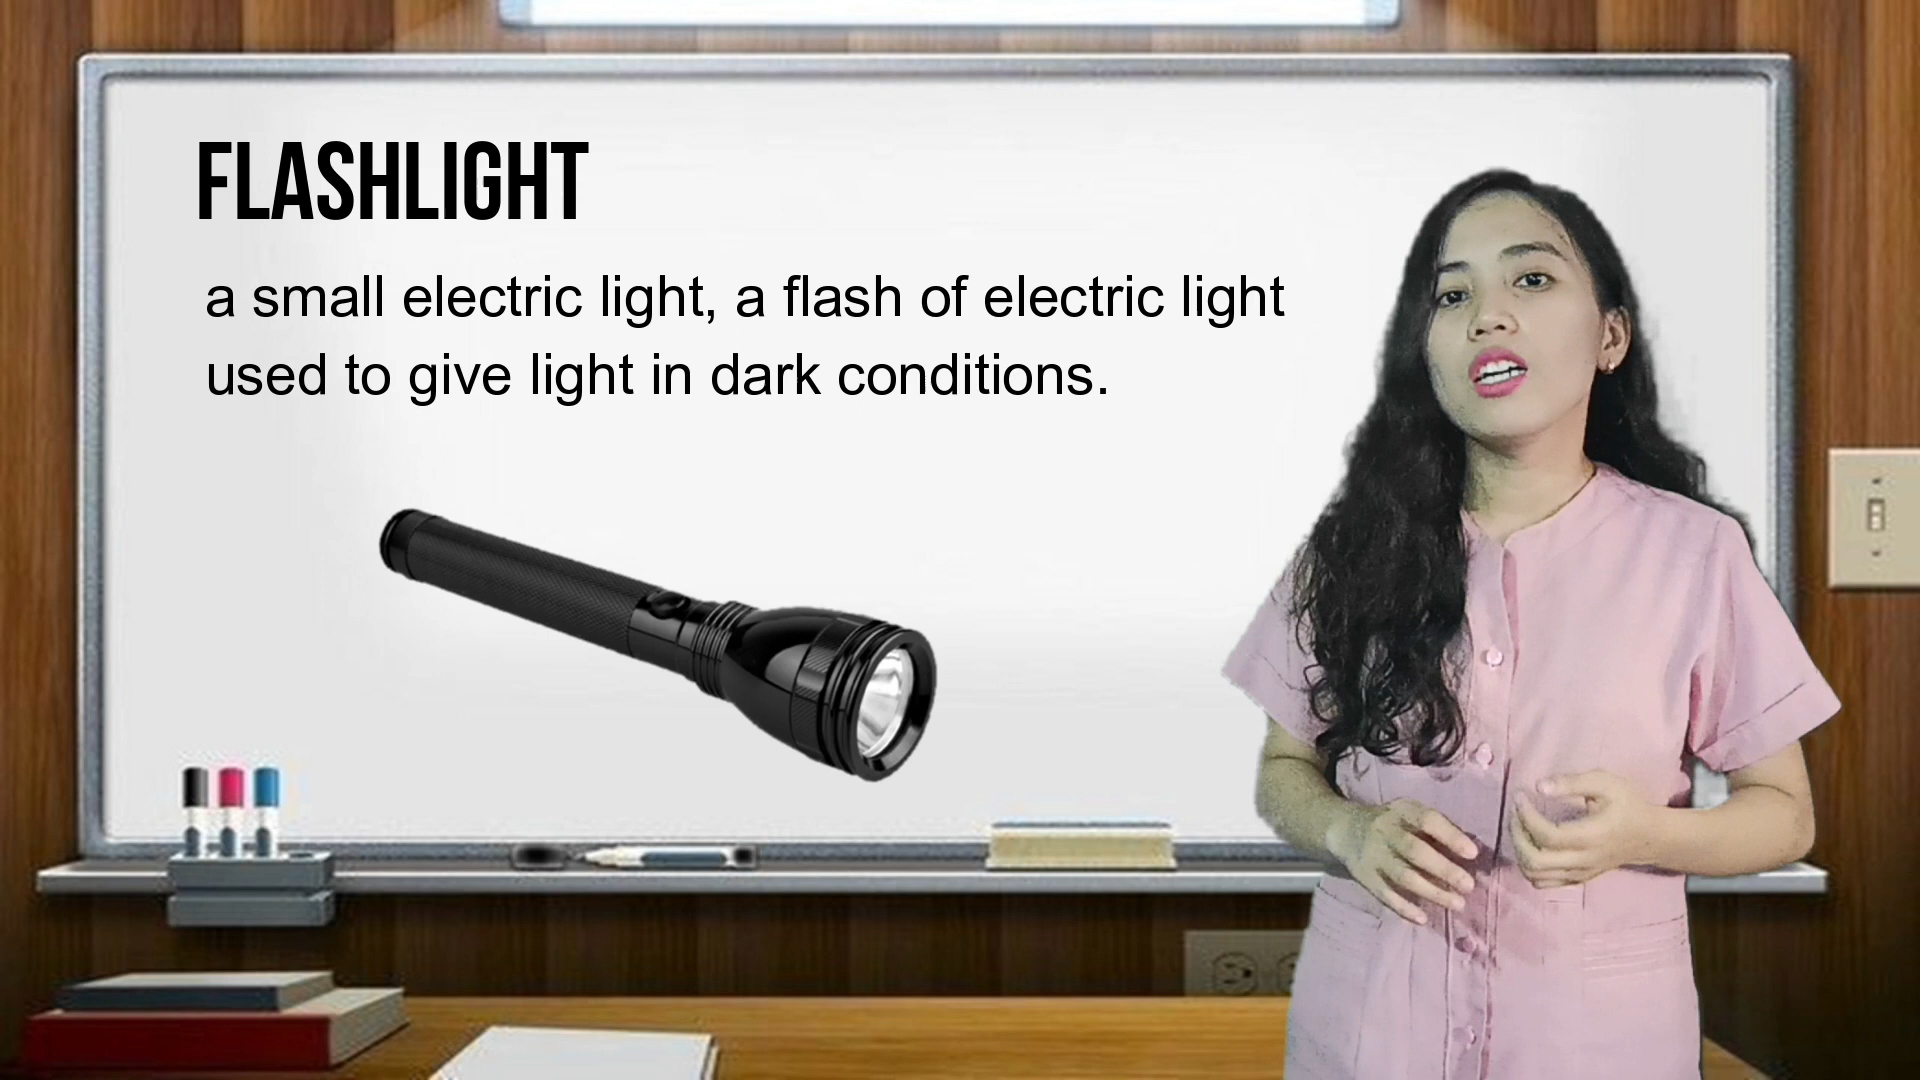 FLASHLIGHT
a small electric light, a flash of electric light
used to give light in dark conditions.